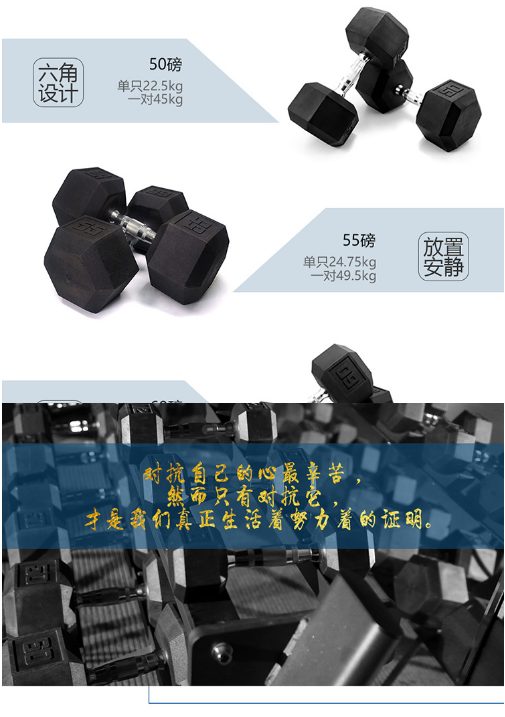 六角
设计
50磅
单只22.5kg
一对45kg
55磅
单只24.75kg
一对49.5kg
放置
安静
对抗自己的心最辛苦，
然而只有对抗它，
才是我们真正生活着努力着的证明。